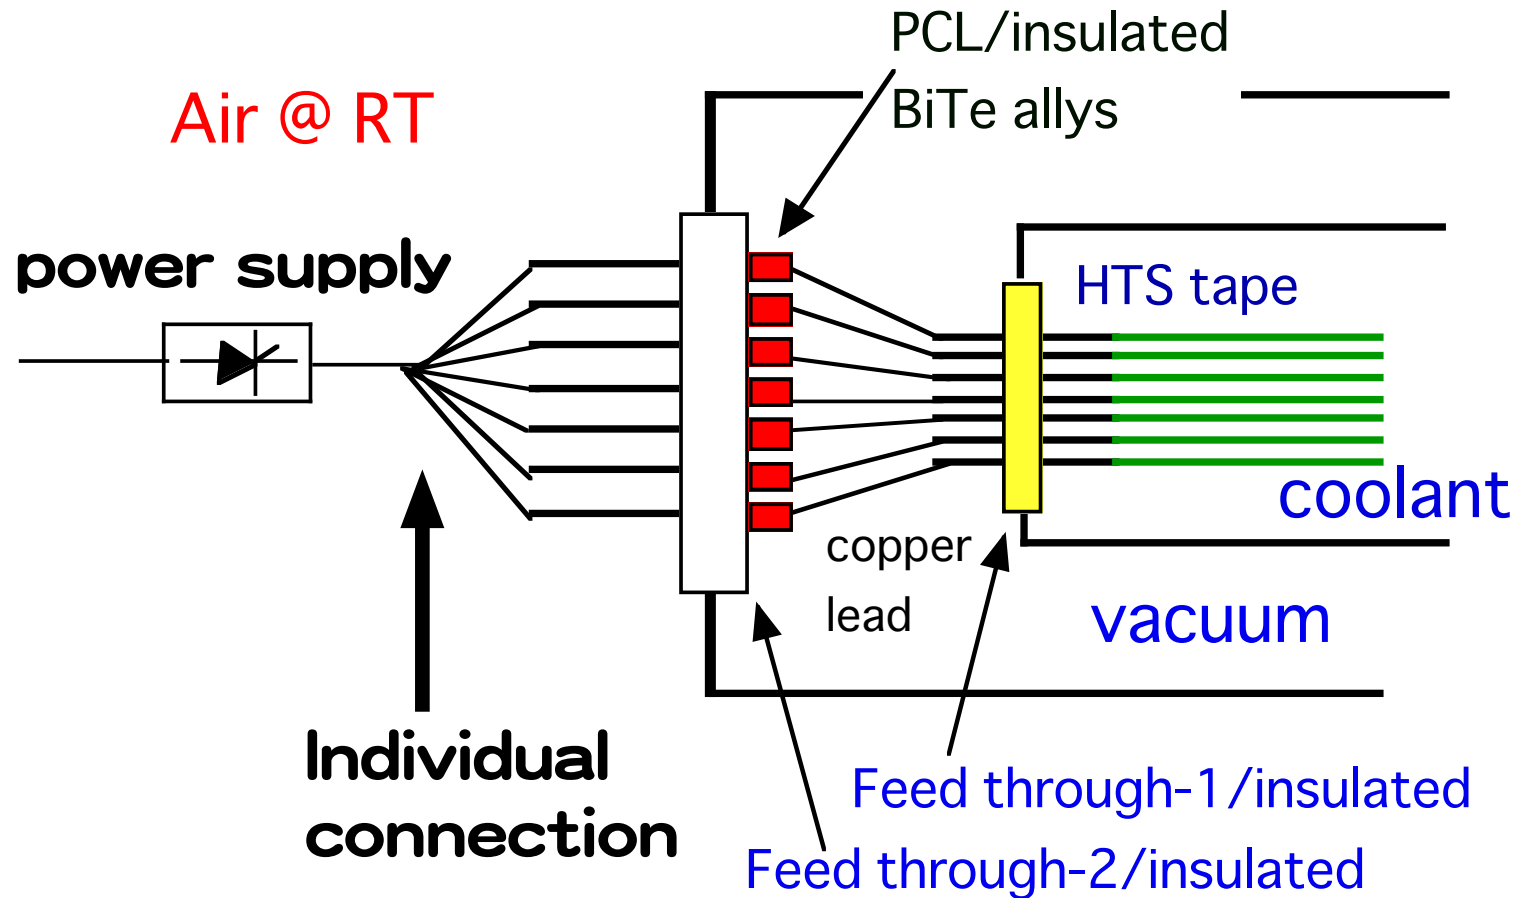 PCL/insulated
BiTe allys
Air @ RT
power supply
HTS tape
coolant
copper
lead
vacuum
Individual
connection
Feed through-1/insulated
Feed through-2/insulated